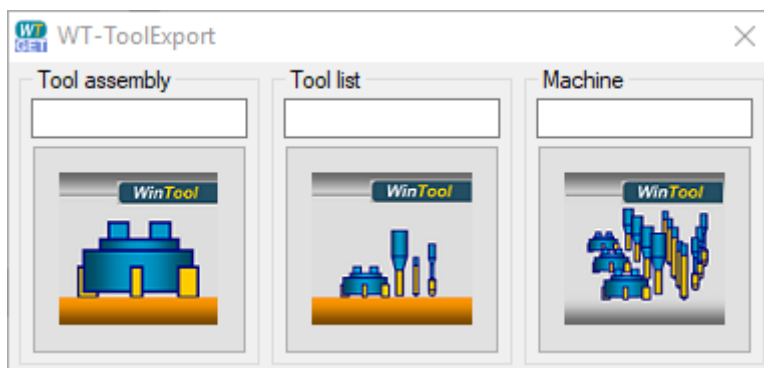 WT GET WT-ToolExport
Tool assembly
Tool list
Machine
WinTool
WinTool
WinTool